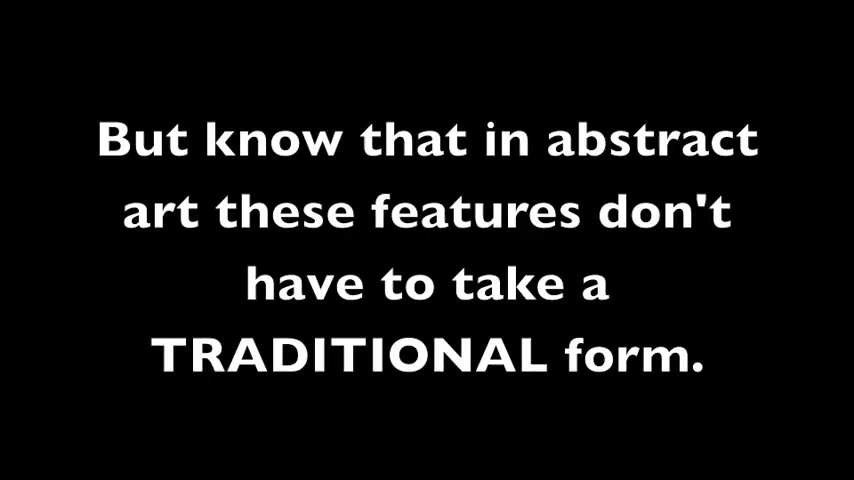 But know that in abstract
art these features don't
have to take a
TRADITIONAL form.